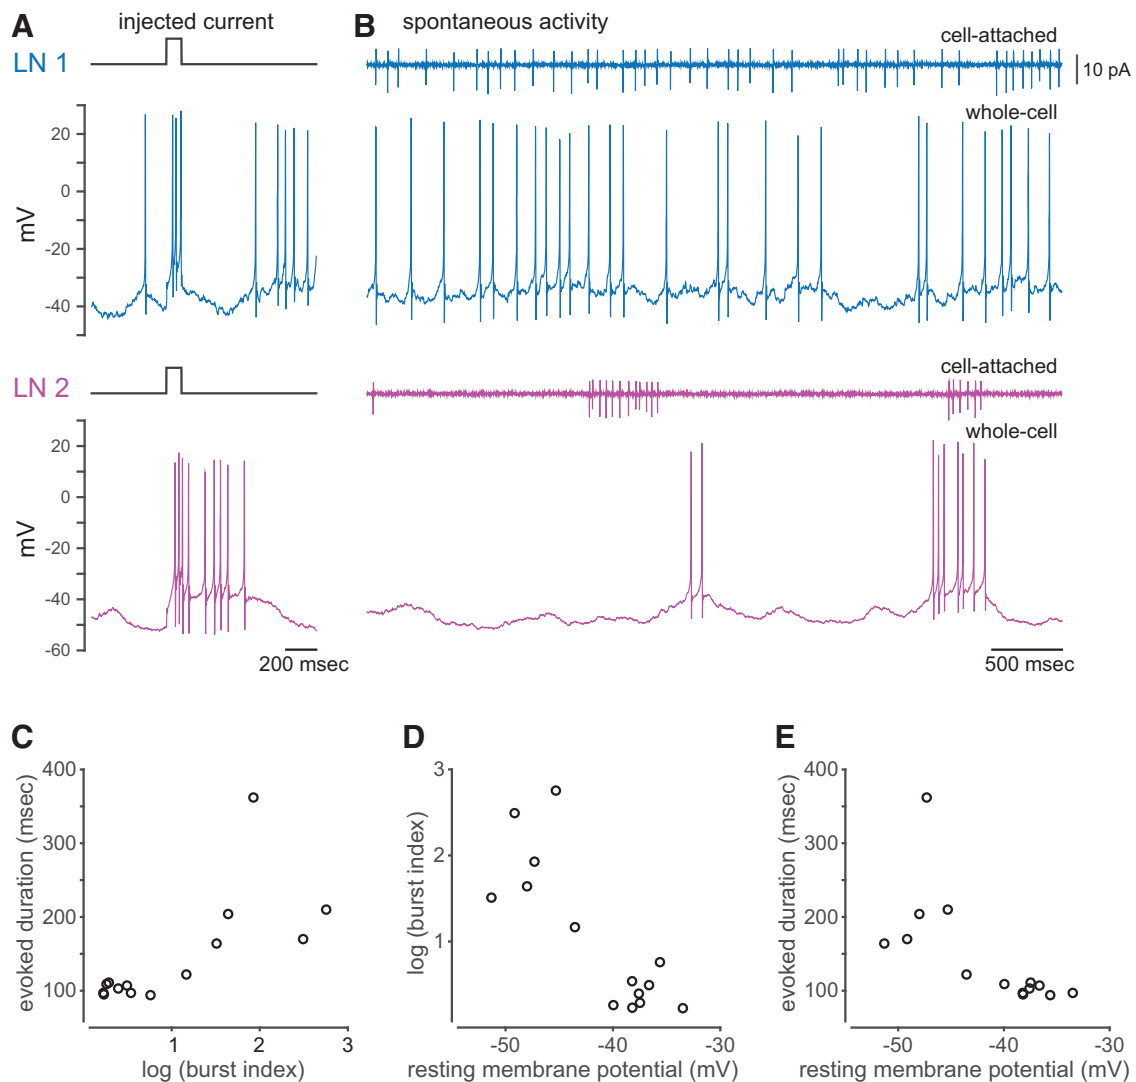 A injected current
B spontaneous activity
LN 1
cell-attached
10 pA
whole-cell
20
0
-20
-40
mV
LN 2
cell-attached
whole-cell
20
0
-20
-40
-60
mV
200 msec
500 msec
C
400
300
200
100
evoked duration (msec)
1 2 3
log (burst index)
D
3
2
1
log (burst index)
-50 -40 -30
resting membrane potential (mV)
E
400
300
200
100
evoked duration (msec)
-50 -40 -30
resting membrane potential (mV)